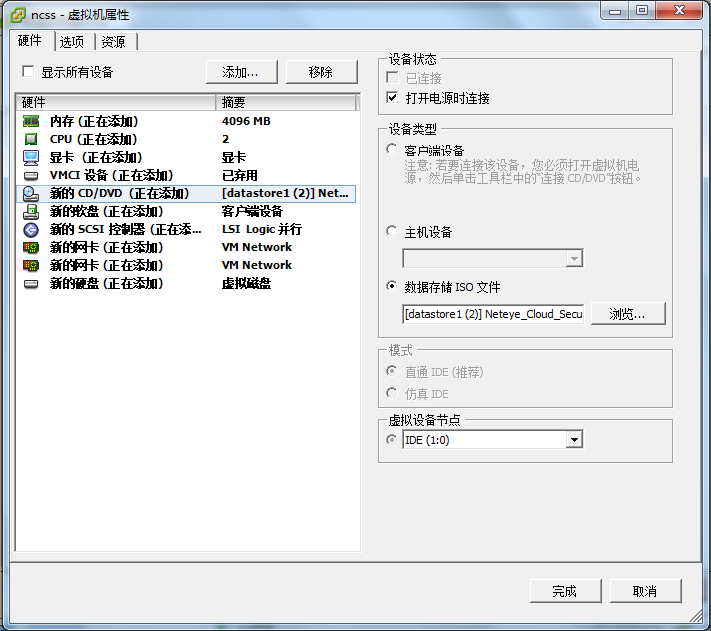 ncss - 虚拟机属性
硬件 选项 资源
显示所有设备 添加... 移除
硬件 摘要
内存 (正在添加) 4096 MB
CPU (正在添加) 2
显卡 (正在添加) 显卡
VMCI 设备 (正在添加) 已弃用
新的 CD/DVD (正在添加) [datastore1 (2)] Net...
新的软盘 (正在添加) 客户端设备
新的 SCSI 控制器 (正在添... LSI Logic 并行
新的网卡 (正在添加) VM Network
新的网卡 (正在添加) VM Network
新的硬盘 (正在添加) 虚拟磁盘
设备状态
已连接
打开电源时连接
设备类型
客户端设备
注意: 若要连接该设备，您必须打开虚拟机电
源，然后单击工具栏中的"连接 CD/DVD"按钮。
主机设备
数据存储 ISO 文件
[datastore1 (2)] Neteye_Cloud_Secu 浏览...
模式
直通 IDE (推荐)
仿真 IDE
虚拟设备节点
IDE (1:0)
完成 取消